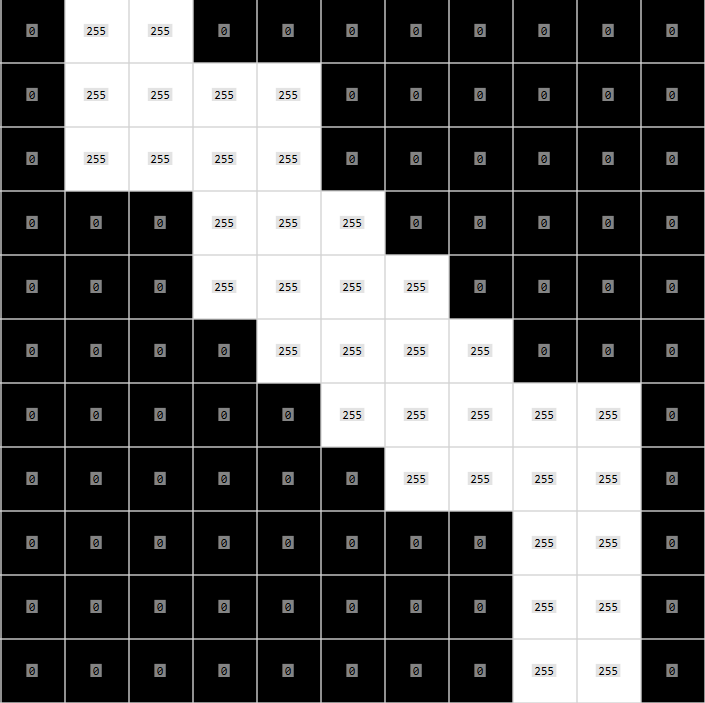 0 255 255 0 0 0 0 0 0 0 0
0 255 255 255 255 0 0 0 0 0 0
0 255 255 255 255 0 0 0 0 0 0
0 0 0 255 255 255 0 0 0 0 0
0 0 0 255 255 255 255 0 0 0 0
0 0 0 0 255 255 255 255 0 0 0
0 0 0 0 0 255 255 255 255 255 0
0 0 0 0 0 0 255 255 255 255 0
0 0 0 0 0 0 0 0 255 255 0
0 0 0 0 0 0 0 0 255 255 0
0 0 0 0 0 0 0 0 255 255 0